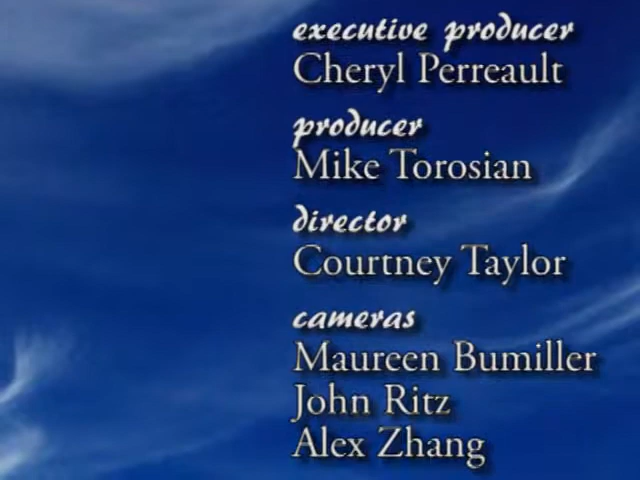 executive producer
Cheryl Perreault
producer
Mike Torosian
director
Courtney Taylor
cameras
Maureen Bumiller
John Ritz
Alex Zhang